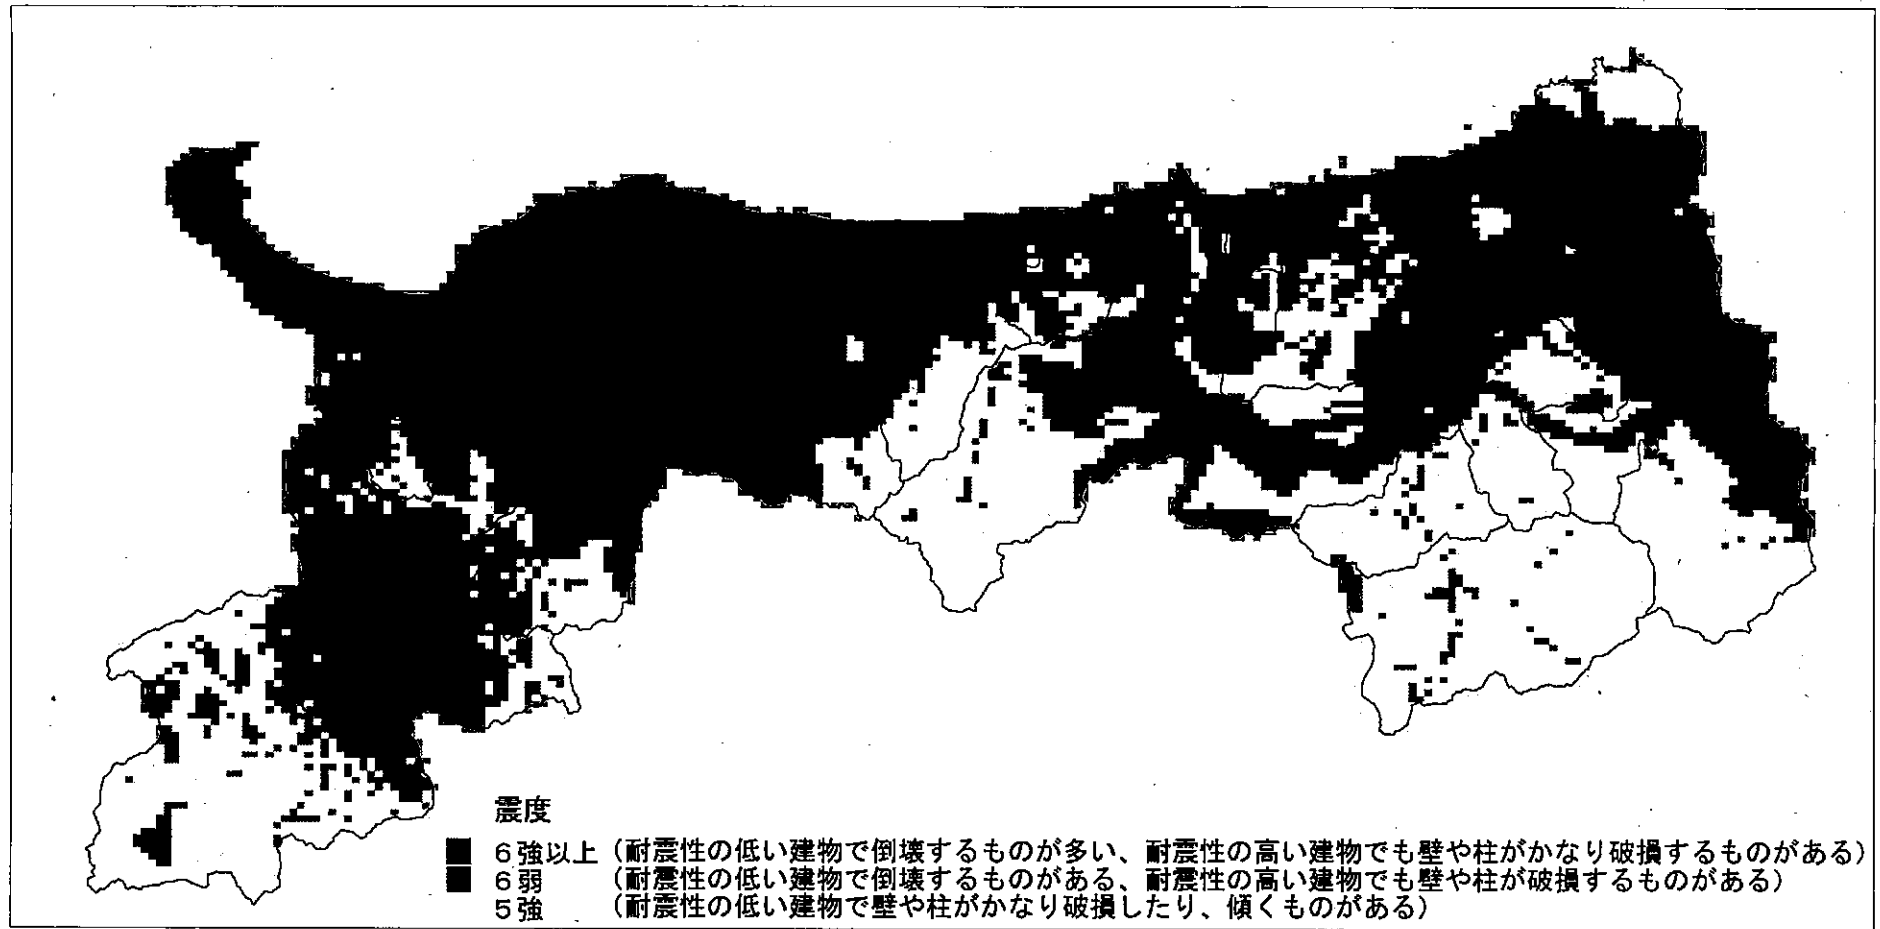 震度
6強以上(耐震性の低い建物で倒壊するものが多い、耐震性の高い建物でも壁や柱がかなり破損するものがある)
6弱 (耐震性の低い建物で倒壊するものがある、耐震性の高い建物でも壁や柱が破損するものがある)
5強 (耐震性の低い建物で壁や柱がかなり破損したり、傾くものがある)